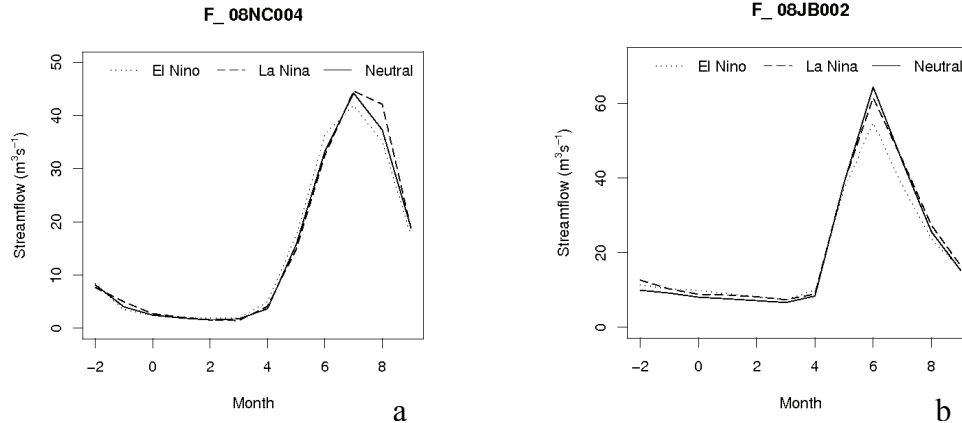 F_ 08NC004
El Nino La Nina Neutral
Streamflow (m³s⁻¹)
50
40
30
20
10
0
−2 0 2 4 6 8
Month
a
F_ 08JB002
El Nino La Nina Neutral
Streamflow (m³s⁻¹)
60
40
20
0
−2 0 2 4 6 8
Month
b